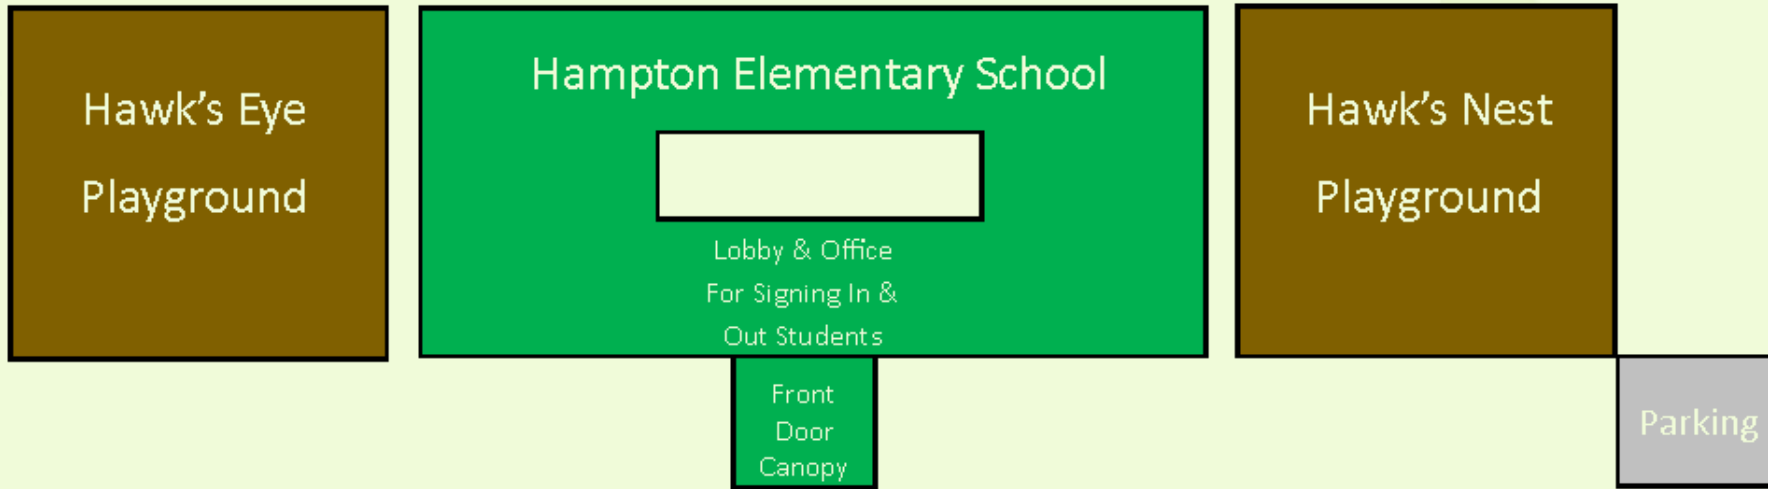 Hawk's Eye
Playground
Hampton Elementary School
Lobby & Office
For Signing In &
Out Students
Front
Door
Canopy
Hawk's Nest
Playground
Parking